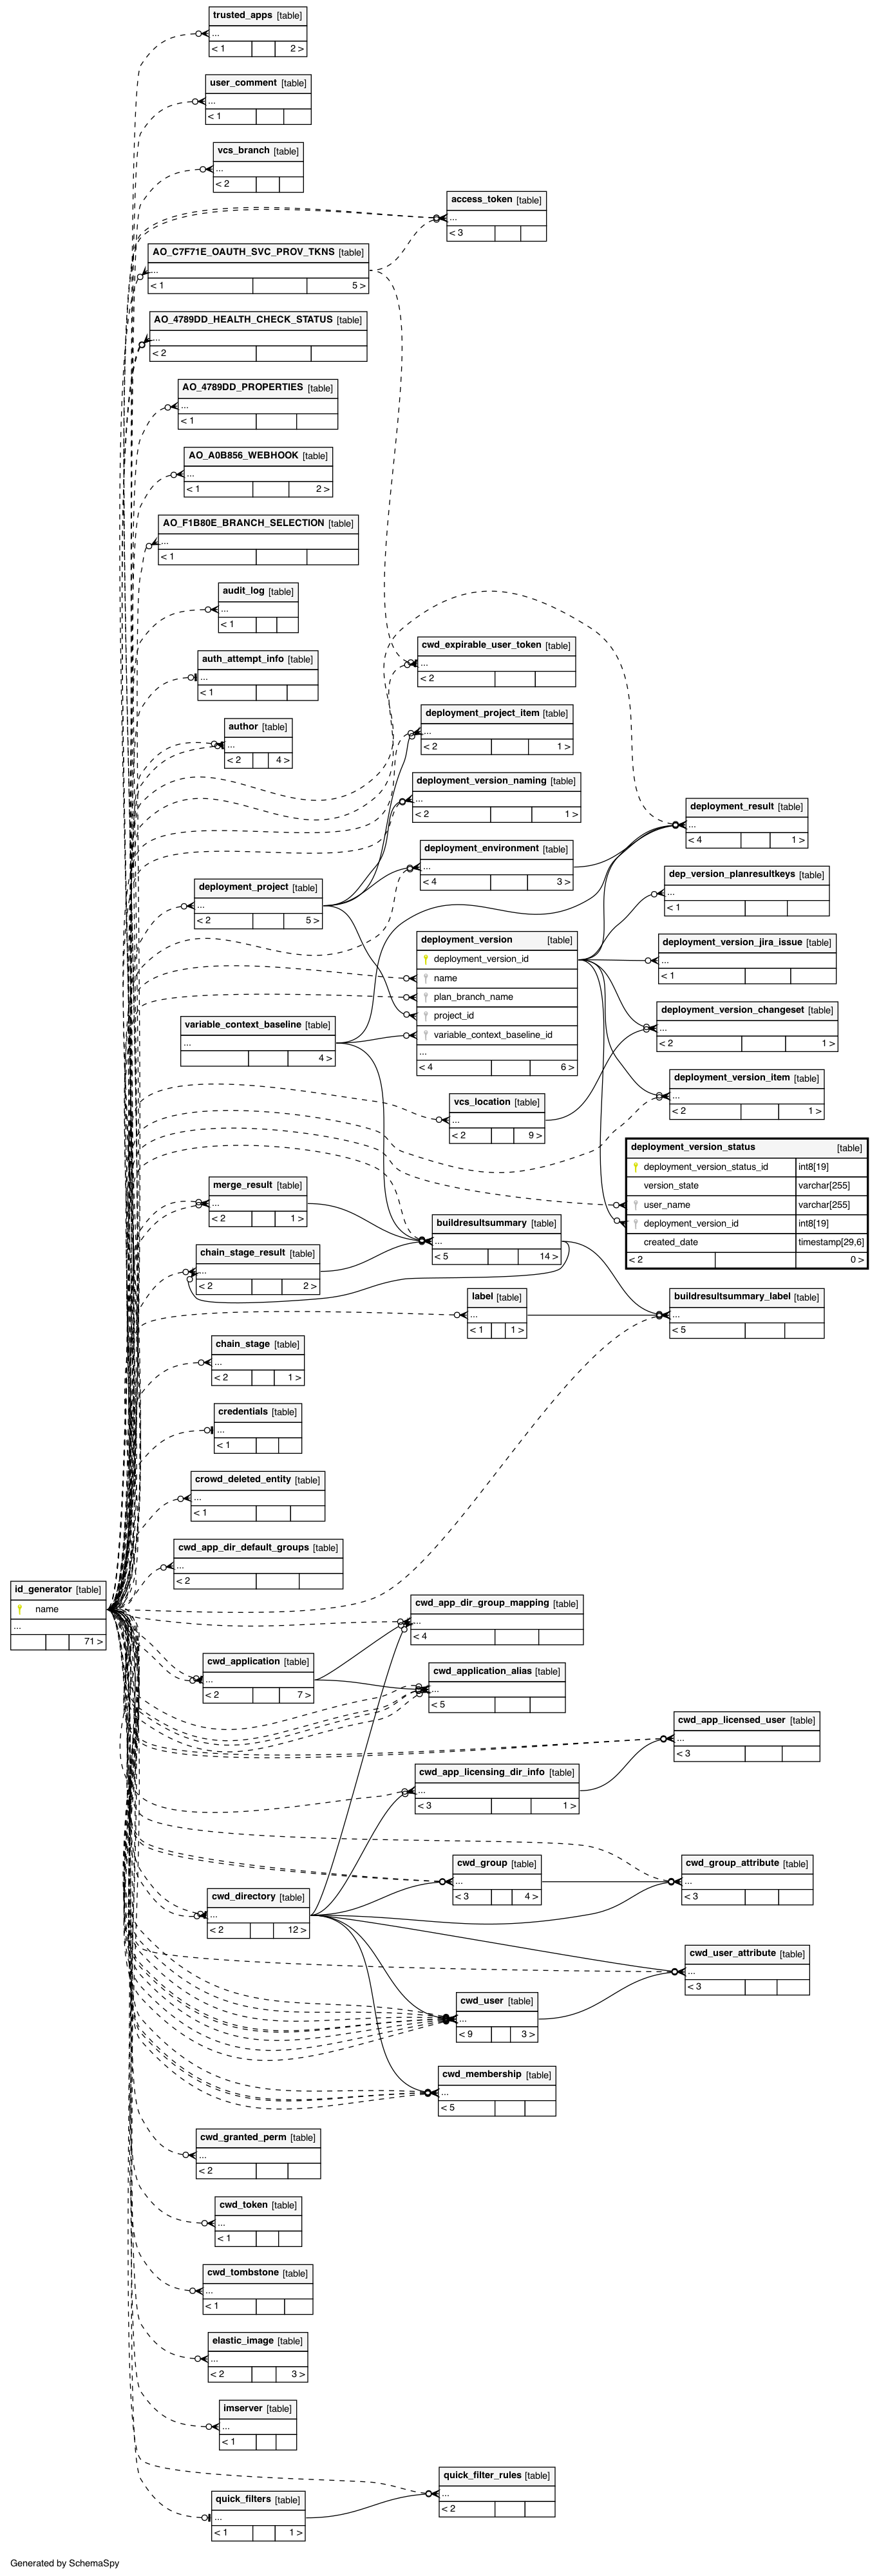 trusted_apps [table]
...
< 1 2 >
user_comment [table]
...
< 1
vcs_branch [table]
...
< 2
access_token [table]
...
< 3
AO_C7F71E_OAUTH_SVC_PROV_TKNS [table]
...
< 1 5 >
AO_4789DD_HEALTH_CHECK_STATUS [table]
...
< 2
AO_4789DD_PROPERTIES [table]
...
< 1
AO_A0B856_WEBHOOK [table]
...
< 1 2 >
AO_F1B80E_BRANCH_SELECTION [table]
...
< 1
audit_log [table]
...
< 1
cwd_expirable_user_token [table]
...
< 2
auth_attempt_info [table]
...
< 1
deployment_project_item [table]
...
< 2 1 >
author [table]
...
< 2 4 >
deployment_version_naming [table]
...
< 2 1 >
deployment_result [table]
...
< 4 1 >
deployment_environment [table]
...
< 4 3 >
dep_version_planresultkeys [table]
...
< 1
deployment_project [table]
...
< 2 5 >
deployment_version [table]
deployment_version_id
name
plan_branch_name
project_id
variable_context_baseline_id
...
< 4 6 >
deployment_version_jira_issue [table]
...
< 1
deployment_version_changeset [table]
...
< 2 1 >
variable_context_baseline [table]
...
4 >
deployment_version_item [table]
...
< 2 1 >
vcs_location [table]
...
< 2 9 >
deployment_version_status [table]
deployment_version_status_id int8[19]
version_state varchar[255]
user_name varchar[255]
deployment_version_id int8[19]
created_date timestamp[29,6]
< 2 0 >
merge_result [table]
...
< 2 1 >
buildresultsummary [table]
...
< 5 14 >
chain_stage_result [table]
...
< 2 2 >
label [table]
...
< 1 1 >
buildresultsummary_label [table]
...
< 5
chain_stage [table]
...
< 2 1 >
credentials [table]
...
< 1
crowd_deleted_entity [table]
...
< 1
cwd_app_dir_default_groups [table]
...
< 2
id_generator [table]
name
...
71 >
cwd_app_dir_group_mapping [table]
...
< 4
cwd_application [table]
...
< 2 7 >
cwd_application_alias [table]
...
< 5
cwd_app_licensed_user [table]
...
< 3
cwd_app_licensing_dir_info [table]
...
< 3 1 >
cwd_group [table]
...
< 3 4 >
cwd_group_attribute [table]
...
< 3
cwd_directory [table]
...
< 2 12 >
cwd_user_attribute [table]
...
< 3
cwd_user [table]
...
< 9 3 >
cwd_membership [table]
...
< 5
cwd_granted_perm [table]
...
< 2
cwd_token [table]
...
< 1
cwd_tombstone [table]
...
< 1
elastic_image [table]
...
< 2 3 >
imserver [table]
...
< 1
quick_filter_rules [table]
...
< 2
quick_filters [table]
...
< 1 1 >
Generated by SchemaSpy